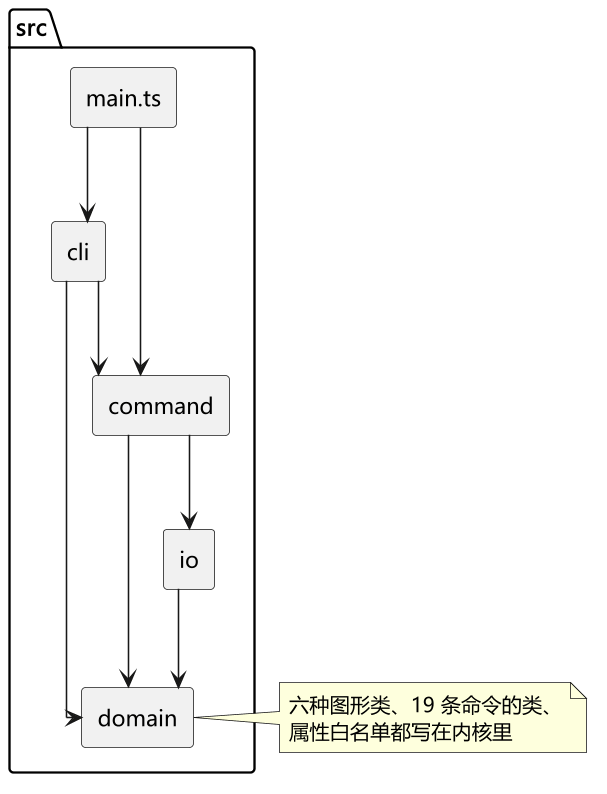 src
main.ts
cli
command
io
domain
六种图形类、19 条命令的类、
属性白名单都写在内核里